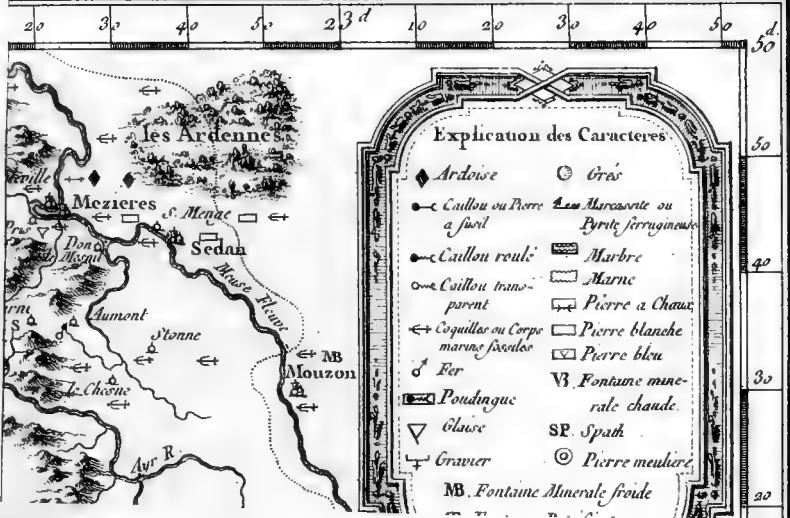 20 30 40 50 23 d 10 20 30 40 50 d.
50
les Ardennes
Mezieres
S. Menge
Sedan
Don
le Mesnil
Meuse Fleuve
Aumont
Stonne
MB
Mouzon
le Chesne
Ayr R.
50
40
30
20
Explication des Caracteres
Ardoise
Caillou ou Pierre
a fusil
Caillou roulé
Caillou trans-
parent
Coquilles ou Corps
marins fossiles
Fer
Poudingue
Glaise
Gravier
Grés
Marcassite ou
Pyrite ferrugineuse
Marbre
Marne
Pierre a Chaux
Pierre blanche
Pierre bleu
VB. Fontaine mine-
rale chaude.
SP. Spath
Pierre meuliere
MB. Fontaine Minerale froide